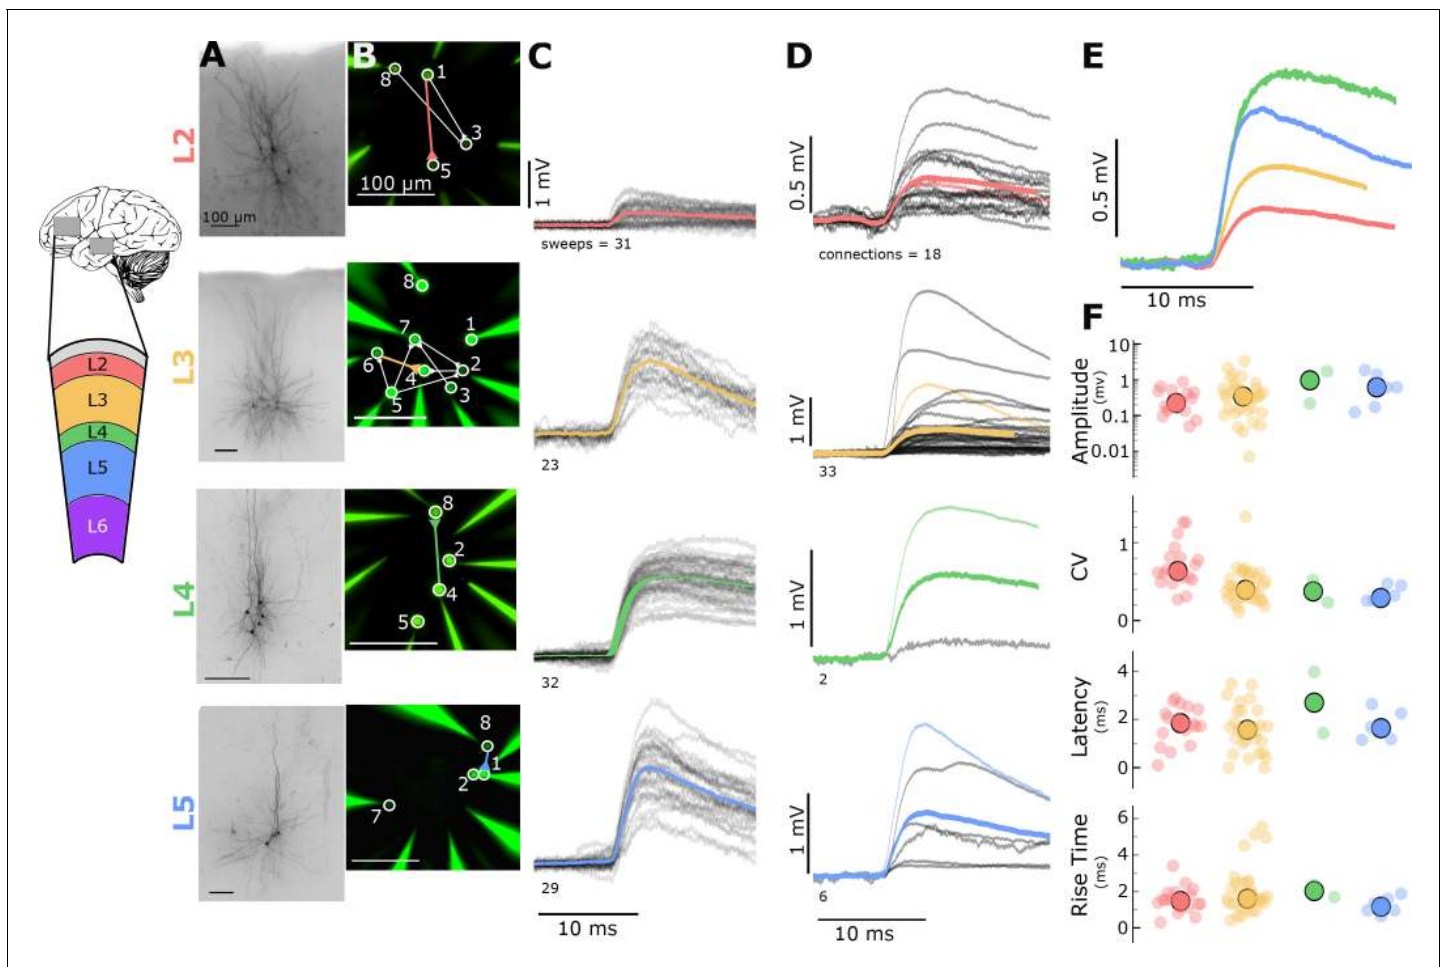 A
B
C
D
E
F
L2
L3
L4
L5
L2
L3
L4
L5
L6
100 µm
8
1
3
5
100 µm
1 mV
sweeps = 31
0.5 mV
connections = 18
0.5 mV
10 ms
8
7
1
6
4
2
5
3
23
1 mV
33
8
2
4
5
32
1 mV
2
8
1
2
7
29
10 ms
1 mV
6
10 ms
Amplitude
(mv)
10
1
0.1
0.01
CV
1
0
Latency
(ms)
4
2
0
Rise Time
(ms)
6
4
2
0